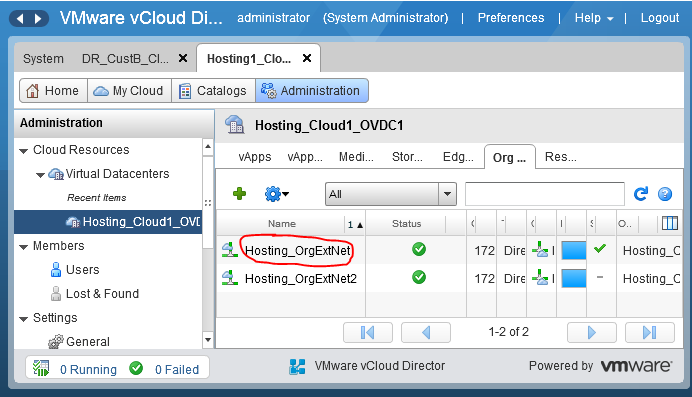 VMware vCloud Di... administrator (System Administrator) | Preferences | Help | Logout
System DR_CustB_Cl... Hosting1_Clo...
Home My Cloud Catalogs Administration
Administration
Cloud Resources
Virtual Datacenters
Recent Items
Hosting_Cloud1_OVD
Members
Users
Lost & Found
Settings
General
Hosting_Cloud1_OVDC1
vApps vApp... Medi... Stor... Edg... Org ... Res...
All
Name 1 Status O..
Hosting_OrgExtNet 172 Dire Hosting_C
Hosting_OrgExtNet2 172 Dire – Hosting_C
1-2 of 2
0 Running 0 Failed VMware vCloud Director Powered by vmware